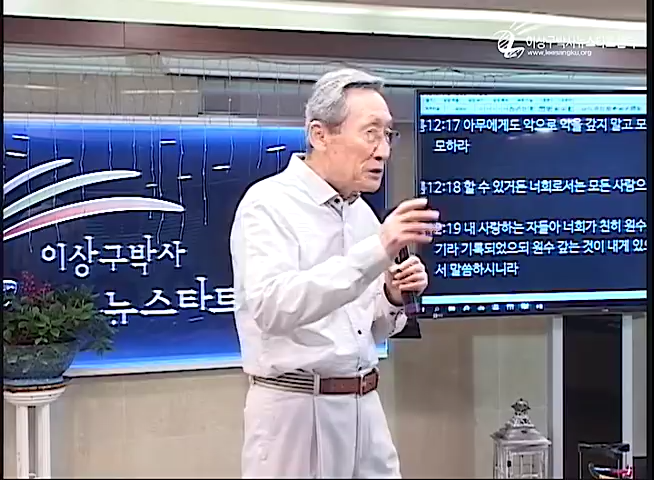 이상구박사뉴스타트센터
www.leesangku.org
12:17 아무에게도 악으로 악을 갚지 말고 모
모하라
12:18 할 수 있거든 너희로서는 모든 사람으
12:19 내 사랑하는 자들아 너희가 친히 원수
기라 기록되었으되 원수 갚는 것이 내게 있으
서 말씀하시니라
이상구박사
뉴스타트